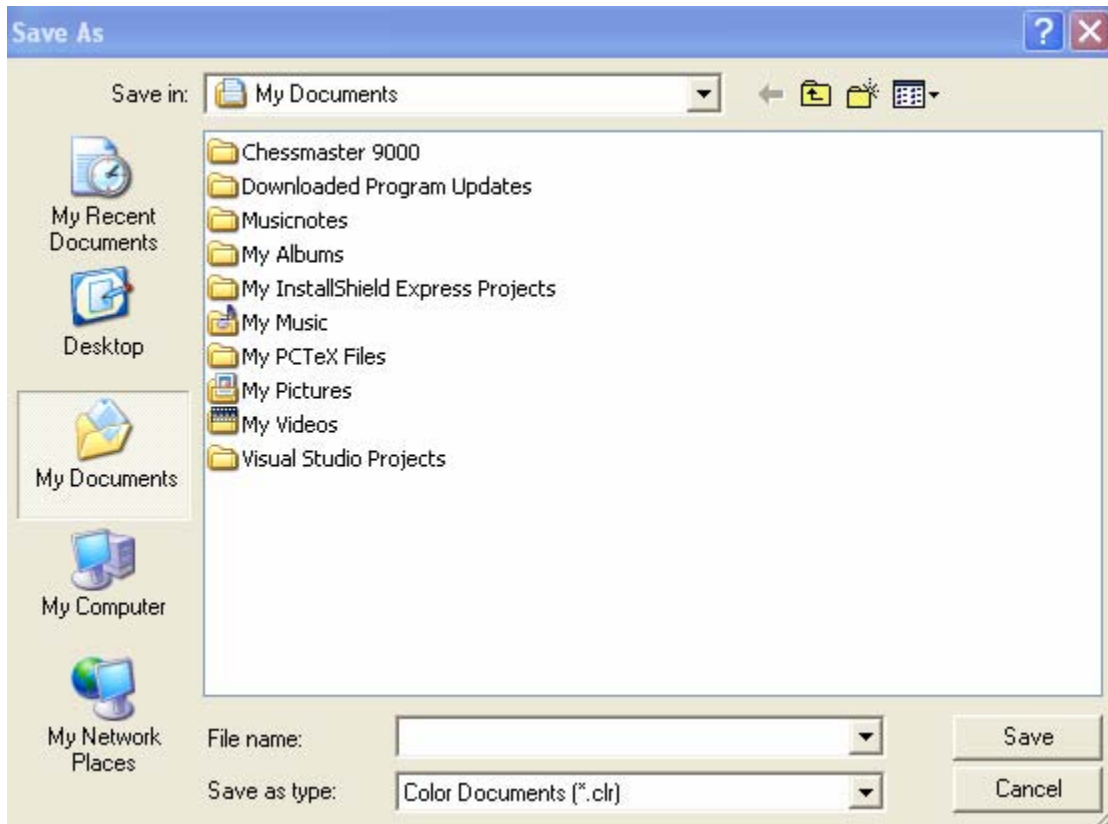 Save As
?
Save in:
My Documents
My Recent
Documents
Desktop
My Documents
My Computer
My Network
Places
Chessmaster 9000
Downloaded Program Updates
Musicnotes
My Albums
My InstallShield Express Projects
My Music
My PCTeX Files
My Pictures
My Videos
Visual Studio Projects
File name:
Save
Save as type:
Color Documents (*.clr)
Cancel